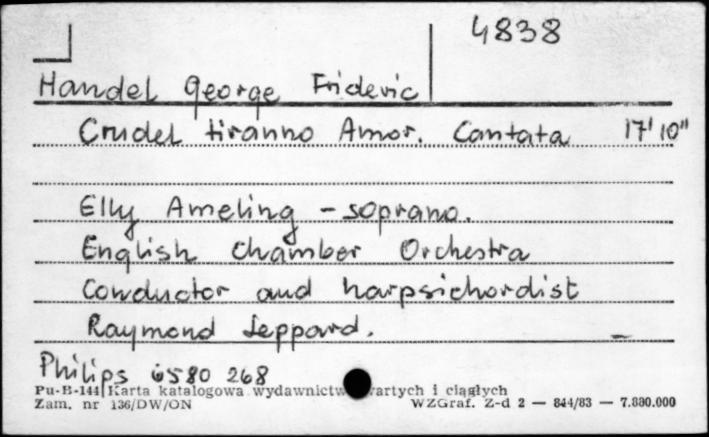 4838
Handel George Frideric
Crudel tiranno Amor. Cantata 17'10"
Elly Ameling - soprano.
English Chamber Orchestra
Conductor and harpsichordist
Raymond Leppard.
Philips 6580 268
Pu-B-144 Karta katalogowa wydawnictw zwartych i ciągłych
Zam. nr 136/DW/ON WZGraf. Z-d 2 — 844/83 — 7.880.000